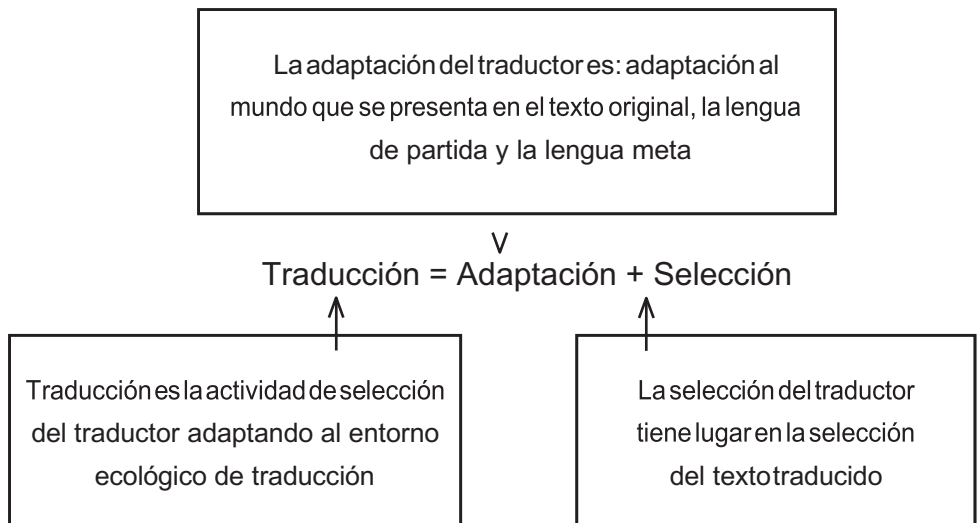 La adaptación del traductor es: adaptación al
mundo que se presenta en el texto original, la lengua
de partida y la lengua meta
Traducción = Adaptación + Selección
Traducción es la actividad de selección
del traductor adaptando al entorno
ecológico de traducción
La selección del traductor
tiene lugar en la selección
del texto traducido